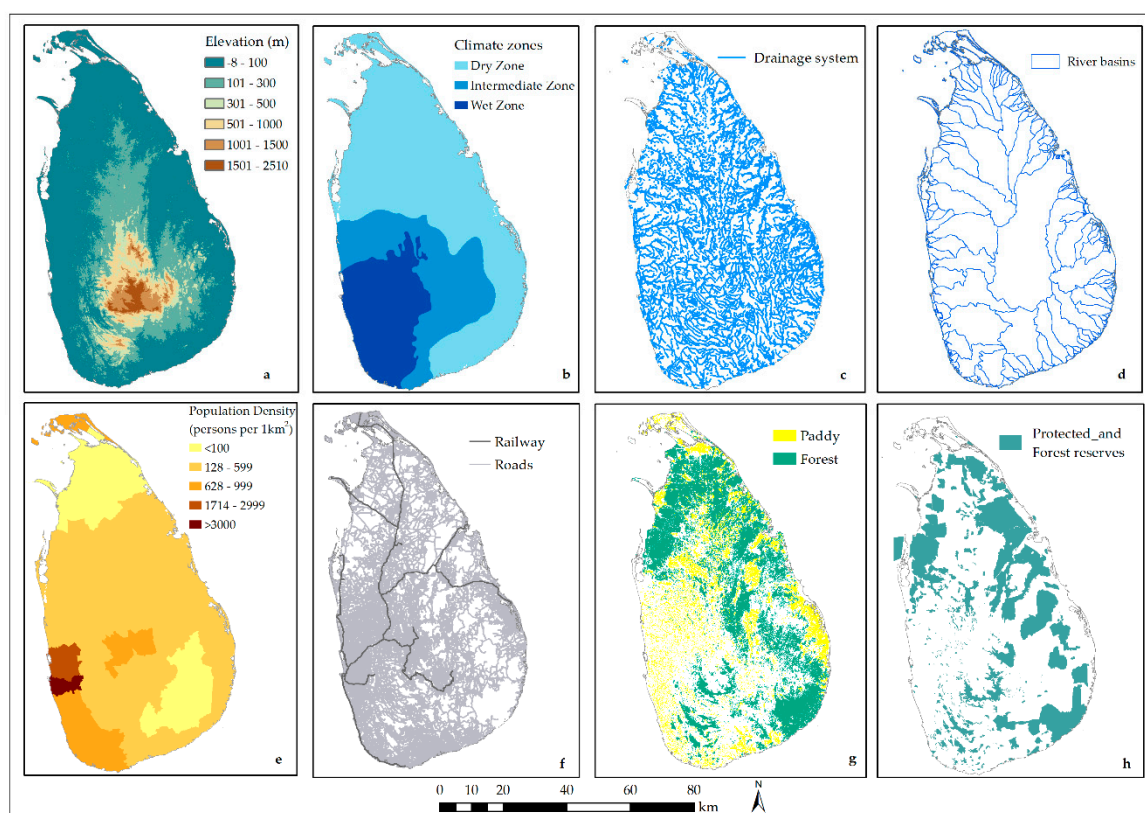 Elevation (m)
-8 - 100
101 - 300
301 - 500
501 - 1000
1001 - 1500
1501 - 2510
a
Climate zones
Dry Zone
Intermediate Zone
Wet Zone
b
Drainage system
c
River basins
d
Population Density
(persons per 1km²)
<100
128 - 599
628 - 999
1714 - 2999
>3000
e
Railway
Roads
f
Paddy
Forest
g
Protected_and
Forest reserves
h
0 10 20 40 60 80
km
N